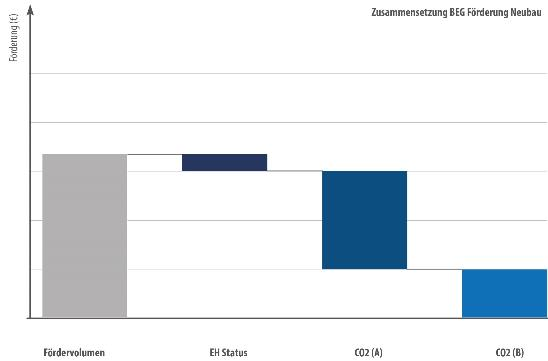 Zusammensetzung BEG Förderung Neubau
Förderung (€)
Fördervolumen EH Status CO2 (A) CO2 (B)